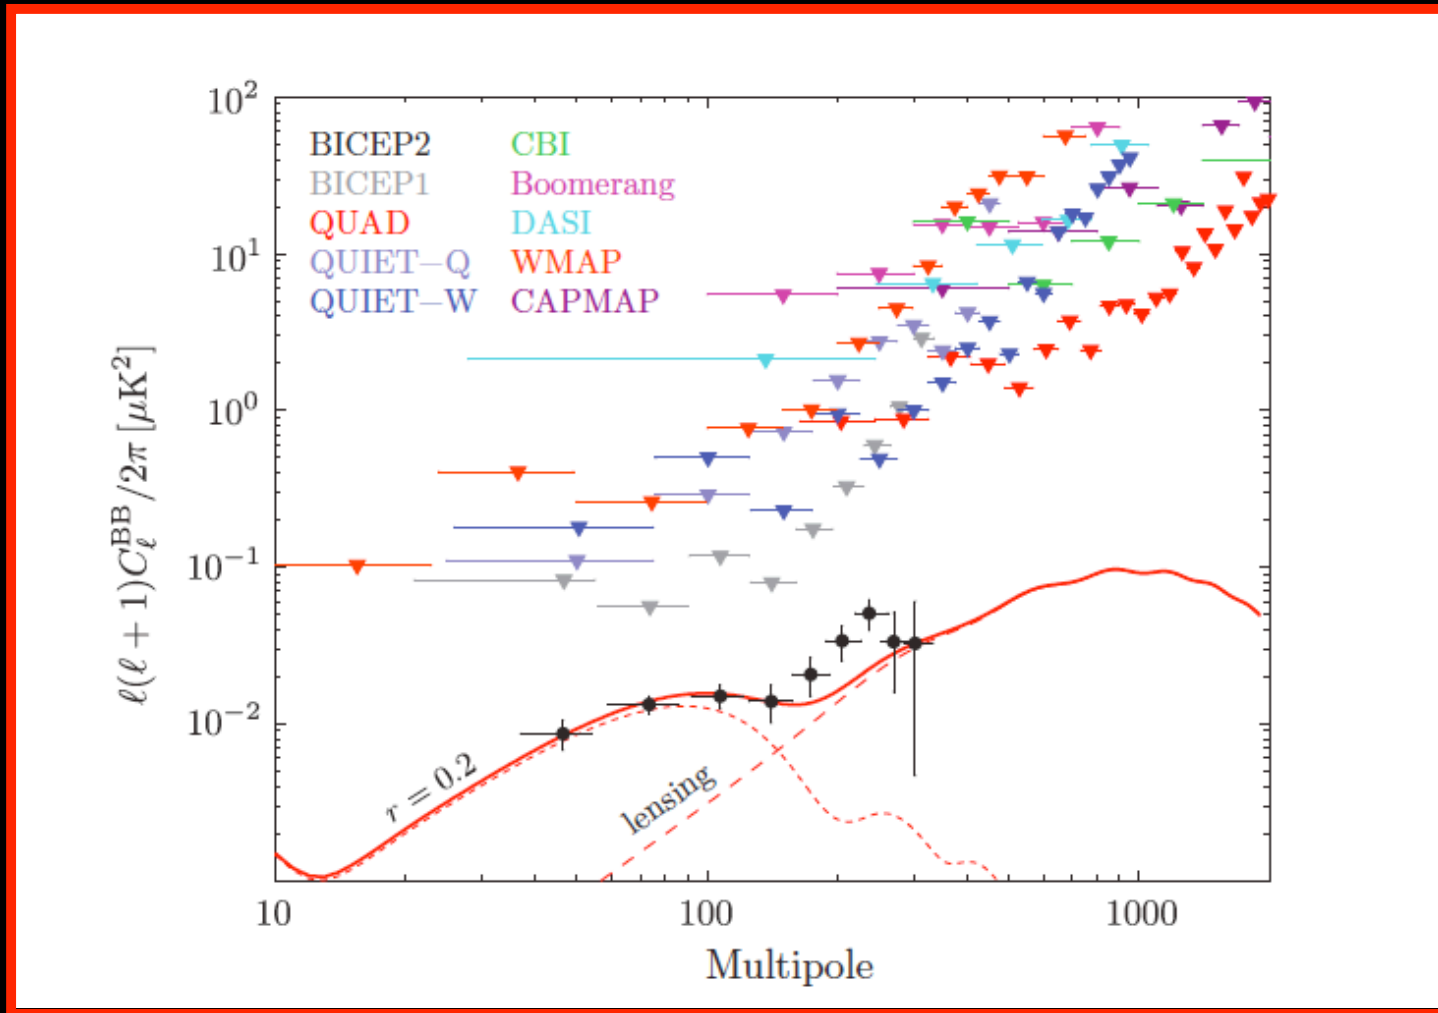 10²
BICEP2 CBI
BICEP1 Boomerang
QUAD DASI
10¹
QUIET−Q WMAP
QUIET−W CAPMAP
10⁰
ℓ(ℓ + 1)C_ℓ^BB/2π [μK²]
10⁻¹
10⁻²
r = 0.2
lensing
10 100 1000
Multipole